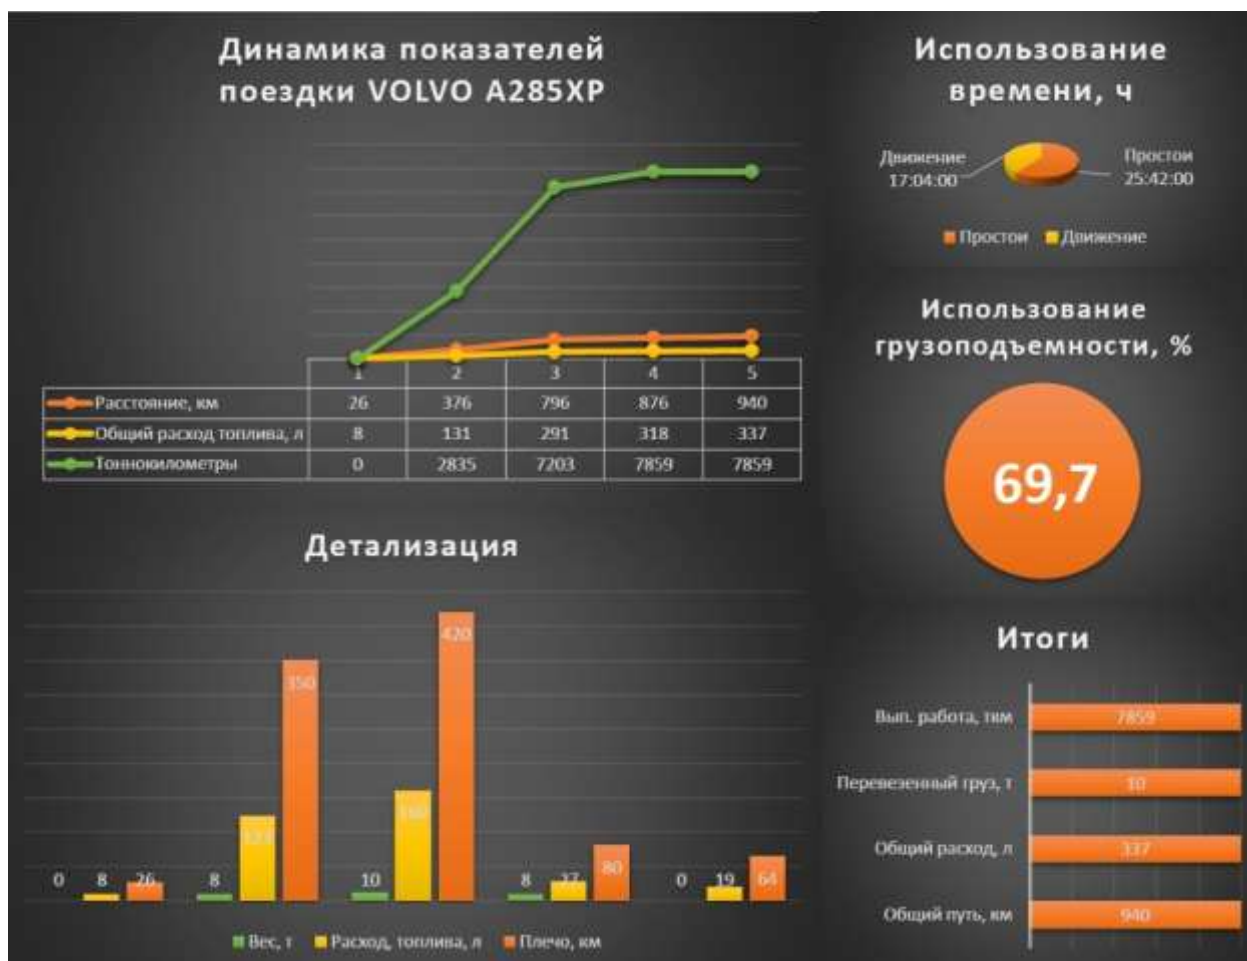 Динамика показателей
поездки VOLVO A285XP
1 2 3 4 5
Расстояние, км 26 376 796 876 940
Общий расход топлива, л 8 131 291 318 337
Тоннокилометры 0 2835 7203 7859 7859
Детализация
0 8 26 8 123 350 10 160 420 8 27 80 0 19 64
Вес, т Расход, топлива, л Плечо, км
Использование
времени, ч
Движение
17:04:00
Простои
25:42:00
Простои Движение
Использование
грузоподъемности, %
69,7
Итоги
Вып. работа, ткм 7859
Перевезенный груз, т 10
Общий расход, л 337
Общий путь, км 940